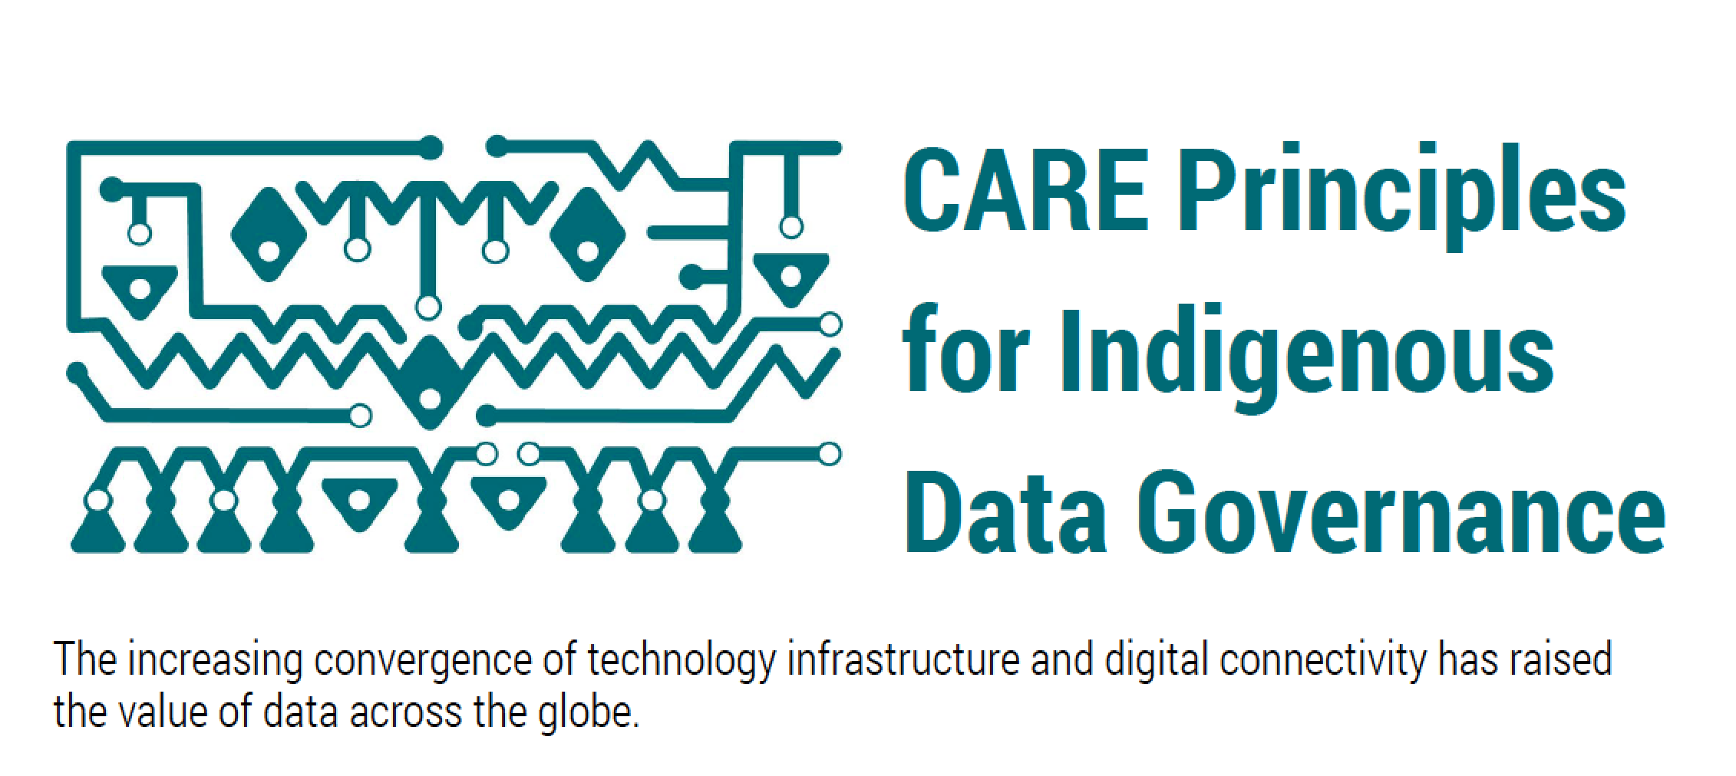 CARE Principles
for Indigenous
Data Governance
The increasing convergence of technology infrastructure and digital connectivity has raised
the value of data across the globe.